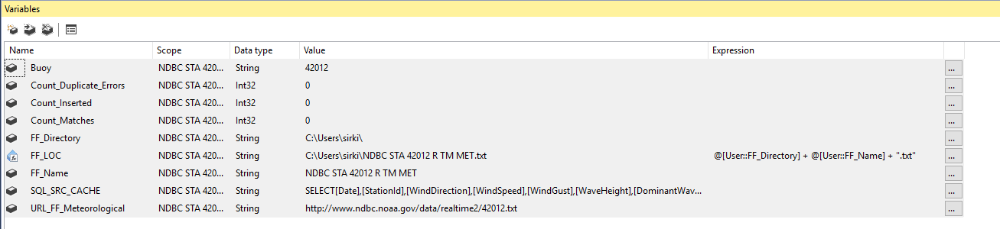 Variables
Name Scope Data type Value Expression
Buoy NDBC STA 420... String 42012 ...
Count_Duplicate_Errors NDBC STA 420... Int32 0 ...
Count_Inserted NDBC STA 420... Int32 0 ...
Count_Matches NDBC STA 420... Int32 0 ...
FF_Directory NDBC STA 420... String C:\Users\sirki\ ...
FF_LOC NDBC STA 420... String C:\Users\sirki\NDBC STA 42012 R TM MET.txt @[User::FF_Directory] + @[User::FF_Name] + ".txt" ...
FF_Name NDBC STA 420... String NDBC STA 42012 R TM MET ...
SQL_SRC_CACHE NDBC STA 420... String SELECT[Date],[StationId],[WindDirection],[WindSpeed],[WindGust],[WaveHeight],[DominantWav... ...
URL_FF_Meteorological NDBC STA 420... String http://www.ndbc.noaa.gov/data/realtime2/42012.txt ...